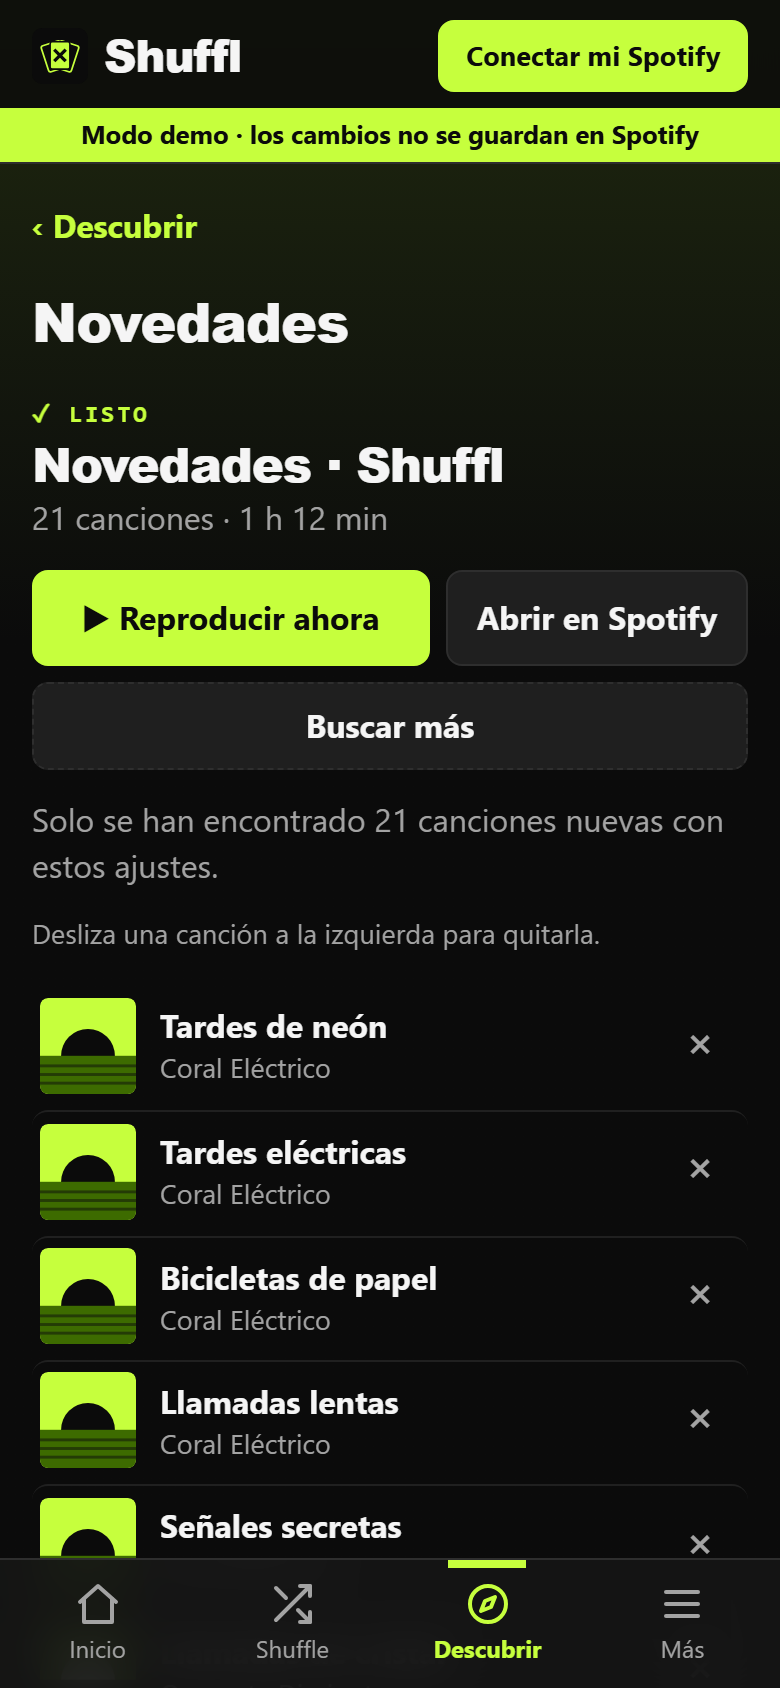 Shuffl
Conectar mi Spotify
Modo demo · los cambios no se guardan en Spotify
‹ Descubrir
Novedades
✓ LISTO
Novedades · Shuffl
21 canciones · 1 h 12 min
▶ Reproducir ahora
Abrir en Spotify
Buscar más
Solo se han encontrado 21 canciones nuevas con
estos ajustes.
Desliza una canción a la izquierda para quitarla.
Tardes de neón
Coral Eléctrico
Tardes eléctricas
Coral Eléctrico
Bicicletas de papel
Coral Eléctrico
Llamadas lentas
Coral Eléctrico
Señales secretas
Inicio
Shuffle
Descubrir
Más